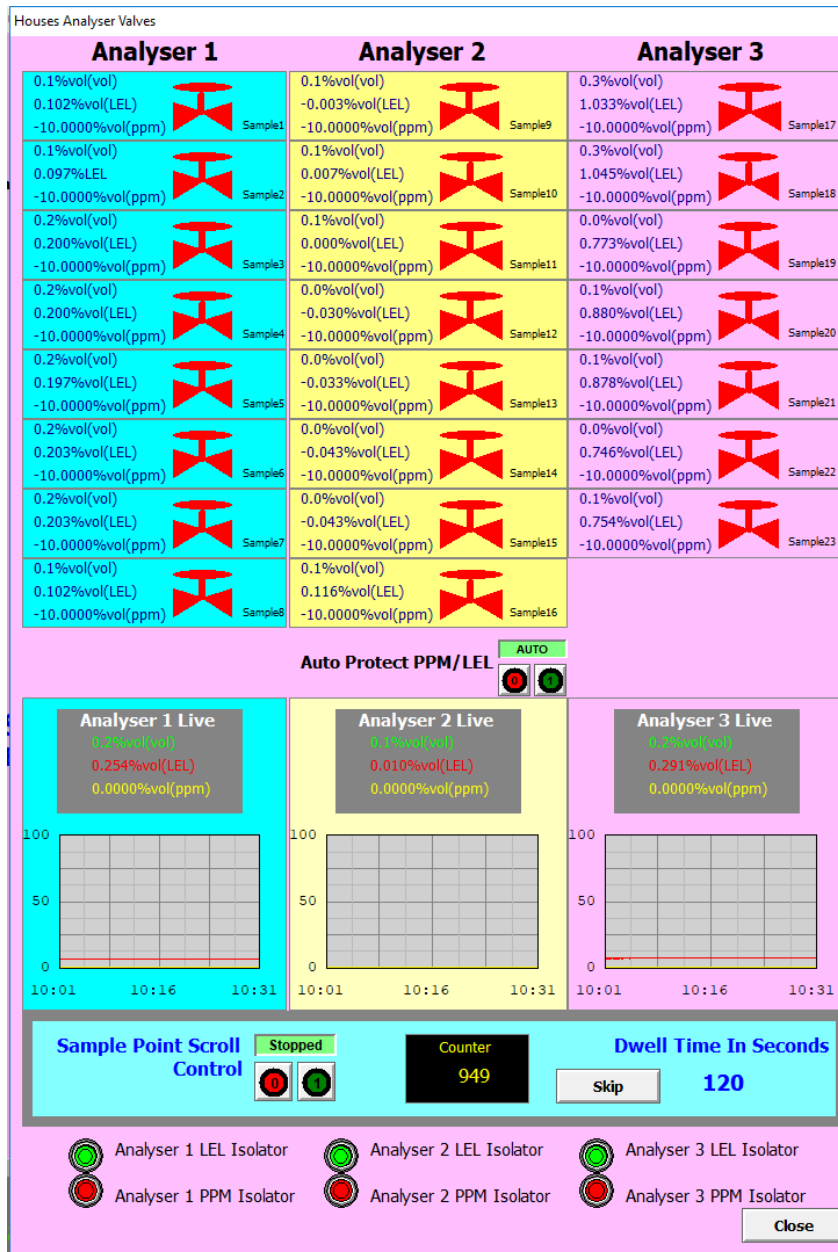 Houses Analyser Valves
Analyser 1
0.1%vol(vol)
0.102%vol(LEL)
-10.0000%vol(ppm)
Sample1
0.1%vol(vol)
0.097%LEL
-10.0000%vol(ppm)
Sample2
0.2%vol(vol)
0.200%vol(LEL)
-10.0000%vol(ppm)
Sample3
0.2%vol(vol)
0.200%vol(LEL)
-10.0000%vol(ppm)
Sample4
0.2%vol(vol)
0.197%vol(LEL)
-10.0000%vol(ppm)
Sample5
0.2%vol(vol)
0.203%vol(LEL)
-10.0000%vol(ppm)
Sample6
0.2%vol(vol)
0.203%vol(LEL)
-10.0000%vol(ppm)
Sample7
0.1%vol(vol)
0.102%vol(LEL)
-10.0000%vol(ppm)
Sample8
Analyser 2
0.1%vol(vol)
-0.003%vol(LEL)
-10.0000%vol(ppm)
Sample9
0.1%vol(vol)
0.007%vol(LEL)
-10.0000%vol(ppm)
Sample10
0.1%vol(vol)
0.000%vol(LEL)
-10.0000%vol(ppm)
Sample11
0.0%vol(vol)
-0.030%vol(LEL)
-10.0000%vol(ppm)
Sample12
0.0%vol(vol)
-0.033%vol(LEL)
-10.0000%vol(ppm)
Sample13
0.0%vol(vol)
-0.043%vol(LEL)
-10.0000%vol(ppm)
Sample14
0.0%vol(vol)
-0.043%vol(LEL)
-10.0000%vol(ppm)
Sample15
0.1%vol(vol)
0.116%vol(LEL)
-10.0000%vol(ppm)
Sample16
Analyser 3
0.3%vol(vol)
1.033%vol(LEL)
-10.0000%vol(ppm)
Sample17
0.3%vol(vol)
1.045%vol(LEL)
-10.0000%vol(ppm)
Sample18
0.0%vol(vol)
0.773%vol(LEL)
-10.0000%vol(ppm)
Sample19
0.1%vol(vol)
0.880%vol(LEL)
-10.0000%vol(ppm)
Sample20
0.1%vol(vol)
0.878%vol(LEL)
-10.0000%vol(ppm)
Sample21
0.0%vol(vol)
0.746%vol(LEL)
-10.0000%vol(ppm)
Sample22
0.1%vol(vol)
0.754%vol(LEL)
-10.0000%vol(ppm)
Sample23
Auto Protect PPM/LEL
AUTO
0 1
Analyser 1 Live
0.2%vol(vol)
0.254%vol(LEL)
0.0000%vol(ppm)
100
50
0
10:01 10:16 10:31
Analyser 2 Live
0.1%vol(vol)
0.010%vol(LEL)
0.0000%vol(ppm)
100
50
0
10:01 10:16 10:31
Analyser 3 Live
0.2%vol(vol)
0.291%vol(LEL)
0.0000%vol(ppm)
100
50
0
10:01 10:16 10:31
Sample Point Scroll
Control
Stopped
0 1
Counter
949
Dwell Time In Seconds
Skip
120
Analyser 1 LEL Isolator
Analyser 1 PPM Isolator
Analyser 2 LEL Isolator
Analyser 2 PPM Isolator
Analyser 3 LEL Isolator
Analyser 3 PPM Isolator
Close